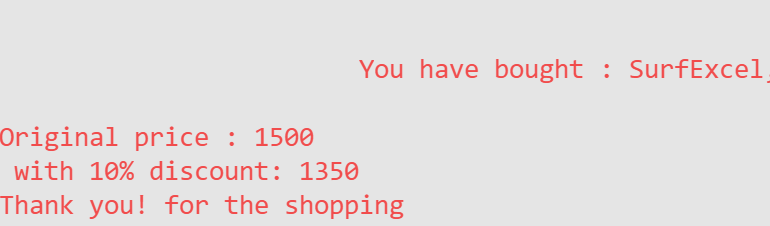 You have bought : SurfExcel,
Original price : 1500
with 10% discount: 1350
Thank you! for the shopping